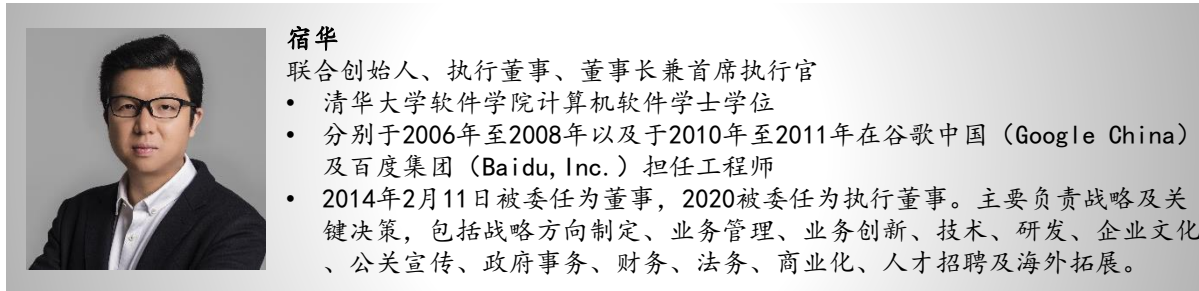 宿华
联合创始人、执行董事、董事长兼首席执行官
• 清华大学软件学院计算机软件学士学位
• 分别于2006年至2008年以及于2010年至2011年在谷歌中国（Google China）
及百度集团（Baidu,Inc.）担任工程师
• 2014年2月11日被委任为董事，2020被委任为执行董事。主要负责战略及关
键决策，包括战略方向制定、业务管理、业务创新、技术、研发、企业文化
、公关宣传、政府事务、财务、法务、商业化、人才招聘及海外拓展。